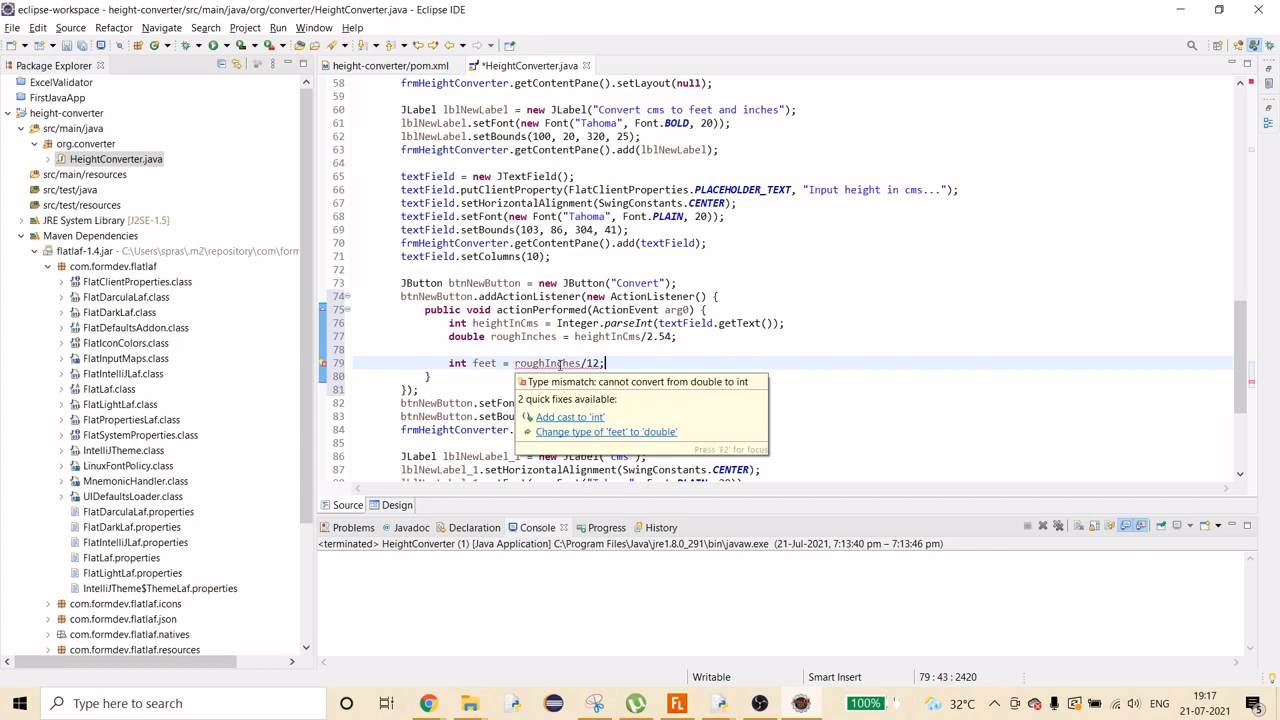 eclipse-workspace - height-converter/src/main/java/org/converter/HeightConverter.java - Eclipse IDE
File Edit Source Refactor Navigate Search Project Run Window Help
Package Explorer
ExcelValidator
FirstJavaApp
height-converter
src/main/java
org.converter
HeightConverter.java
src/main/resources
src/test/java
src/test/resources
JRE System Library [J2SE-1.5]
Maven Dependencies
flatlaf-1.4.jar - C:\Users\spras\.m2\repository\com\form
com.formdev.flatlaf
FlatClientProperties.class
FlatDarculaLaf.class
FlatDarkLaf.class
FlatDefaultsAddon.class
FlatIconColors.class
FlatInputMaps.class
FlatIntelliJLaf.class
FlatLaf.class
FlatLightLaf.class
FlatPropertiesLaf.class
FlatSystemProperties.class
IntelliJTheme.class
LinuxFontPolicy.class
MnemonicHandler.class
UIDefaultsLoader.class
FlatDarculaLaf.properties
FlatDarkLaf.properties
FlatIntelliJLaf.properties
FlatLaf.properties
FlatLightLaf.properties
IntelliJTheme$ThemeLaf.properties
com.formdev.flatlaf.icons
com.formdev.flatlaf.json
com.formdev.flatlaf.natives
com.formdev.flatlaf.resources
height-converter/pom.xml *HeightConverter.java
58 frmHeightConverter.getContentPane().setLayout(null);
59
60 JLabel lblNewLabel = new JLabel("Convert cms to feet and inches");
61 lblNewLabel.setFont(new Font("Tahoma", Font.BOLD, 20));
62 lblNewLabel.setBounds(100, 20, 320, 25);
63 frmHeightConverter.getContentPane().add(lblNewLabel);
64
65 textField = new JTextField();
66 textField.putClientProperty(FlatClientProperties.PLACEHOLDER_TEXT, "Input height in cms...");
67 textField.setHorizontalAlignment(SwingConstants.CENTER);
68 textField.setFont(new Font("Tahoma", Font.PLAIN, 20));
69 textField.setBounds(103, 86, 304, 41);
70 frmHeightConverter.getContentPane().add(textField);
71 textField.setColumns(10);
72
73 JButton btnNewButton = new JButton("Convert");
74 btnNewButton.addActionListener(new ActionListener() {
75 public void actionPerformed(ActionEvent arg0) {
76 int heightInCms = Integer.parseInt(textField.getText());
77 double roughInches = heightInCms/2.54;
78
79 int feet = roughInches/12;
80 }
81 });
82 btnNewButton.setFon
83 btnNewButton.setBou
84 frmHeightConverter.
85
86 JLabel lblNewLabel_1 = new JLabel("cms");
87 lblNewLabel_1.setHorizontalAlignment(SwingConstants.CENTER);
Type mismatch: cannot convert from double to int
2 quick fixes available:
Add cast to 'int'
Change type of 'feet' to 'double'
Press 'F2' for focus
Source Design
Problems Javadoc Declaration Console Progress History
<terminated> HeightConverter (1) [Java Application] C:\Program Files\Java\jre1.8.0_291\bin\javaw.exe (21-Jul-2021, 7:13:40 pm – 7:13:46 pm)
Writable Smart Insert 79 : 43 : 2420
Type here to search
FL
100%
32°C
ENG
19:17
21-07-2021
5